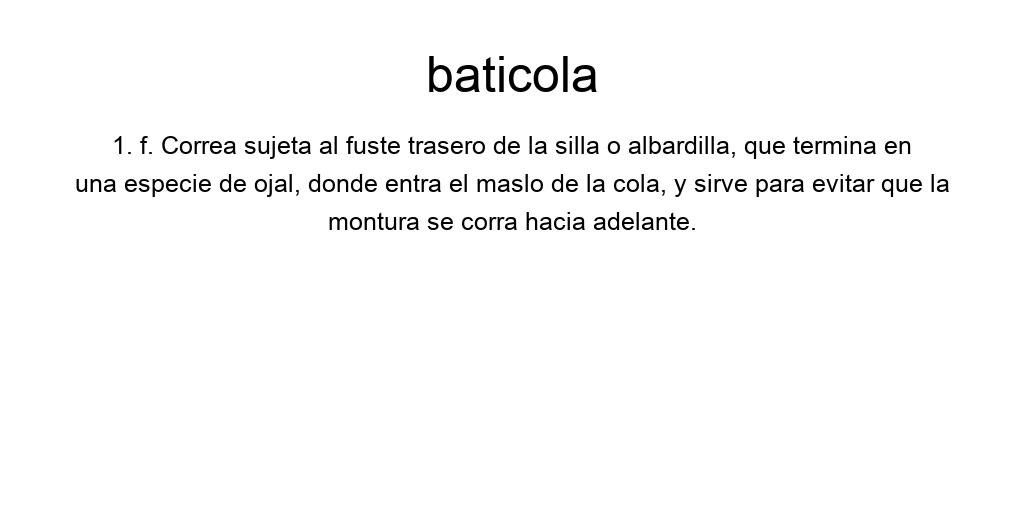 baticola
1. f. Correa sujeta al fuste trasero de la silla o albardilla, que termina en
una especie de ojal, donde entra el maslo de la cola, y sirve para evitar que la
montura se corra hacia adelante.